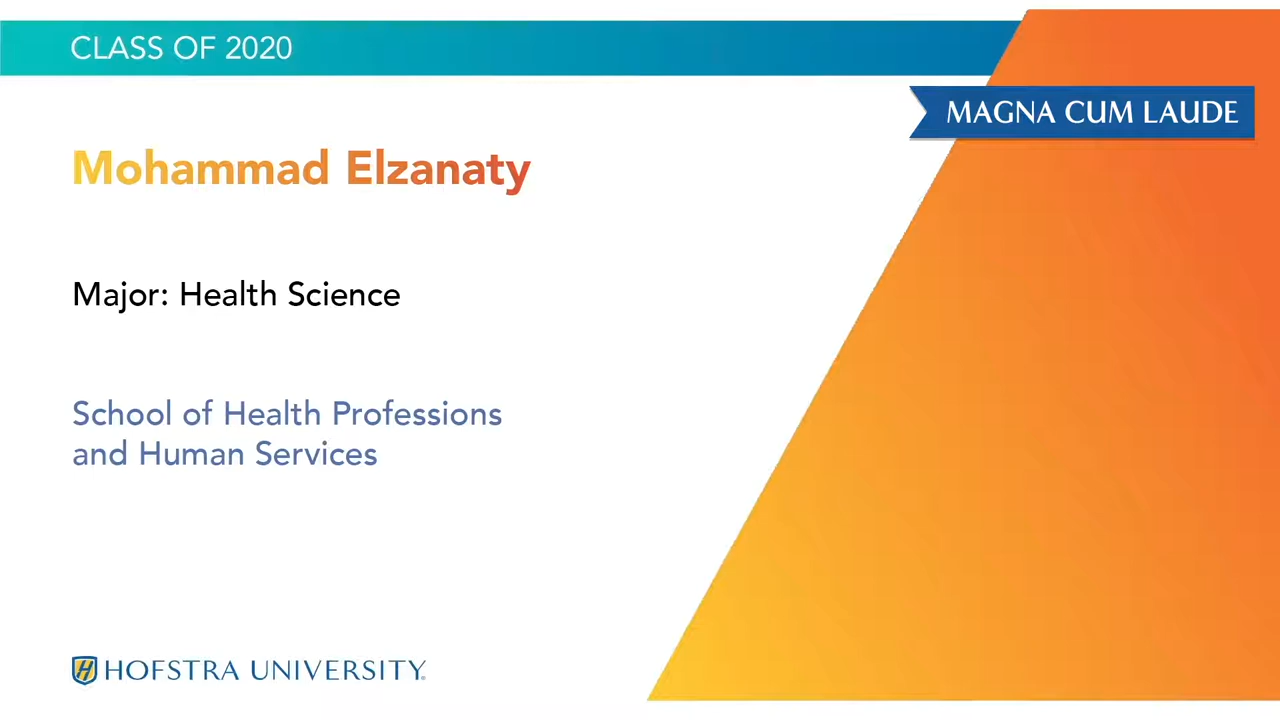 CLASS OF 2020
MAGNA CUM LAUDE
Mohammad Elzanaty
Major: Health Science
School of Health Professions
and Human Services
H HOFSTRA UNIVERSITY®